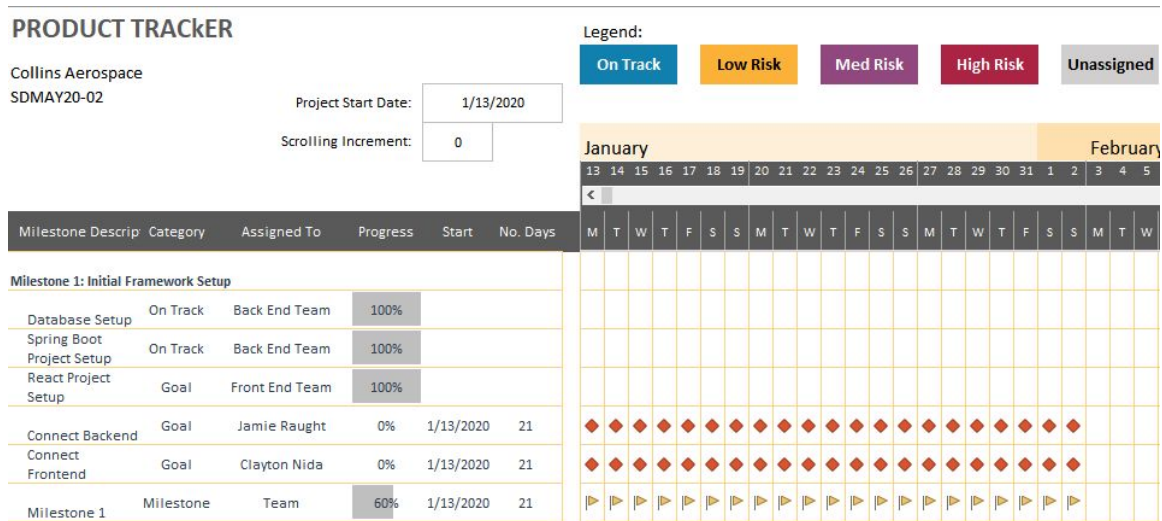 PRODUCT TRACkER
Legend:
On Track Low Risk Med Risk High Risk Unassigned
Collins Aerospace
SDMAY20-02
Project Start Date: 1/13/2020
Scrolling Increment: 0
January February
13 14 15 16 17 18 19 20 21 22 23 24 25 26 27 28 29 30 31 1 2 3 4 5
Milestone Descrip Category Assigned To Progress Start No. Days M T W T F S S M T W T F S S M T W T F S S M T W
Milestone 1: Initial Framework Setup
Database Setup On Track Back End Team 100%
Spring Boot
Project Setup On Track Back End Team 100%
React Project
Setup Goal Front End Team 100%
Connect Backend Goal Jamie Raught 0% 1/13/2020 21
Connect
Frontend Goal Clayton Nida 0% 1/13/2020 21
Milestone 1 Milestone Team 60% 1/13/2020 21